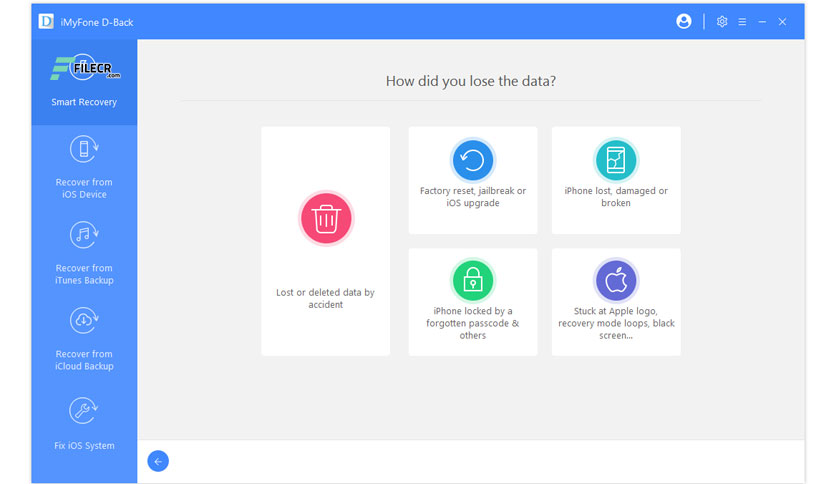 iMyFone D-Back
FILECR
.com
Smart Recovery
Recover from
iOS Device
Recover from
iTunes Backup
Recover from
iCloud Backup
Fix iOS System
How did you lose the data?
Lost or deleted data by
accident
Factory reset, jailbreak or
iOS upgrade
iPhone lost, damaged or
broken
iPhone locked by a
forgotten passcode &
others
Stuck at Apple logo,
recovery mode loops, black
screen...